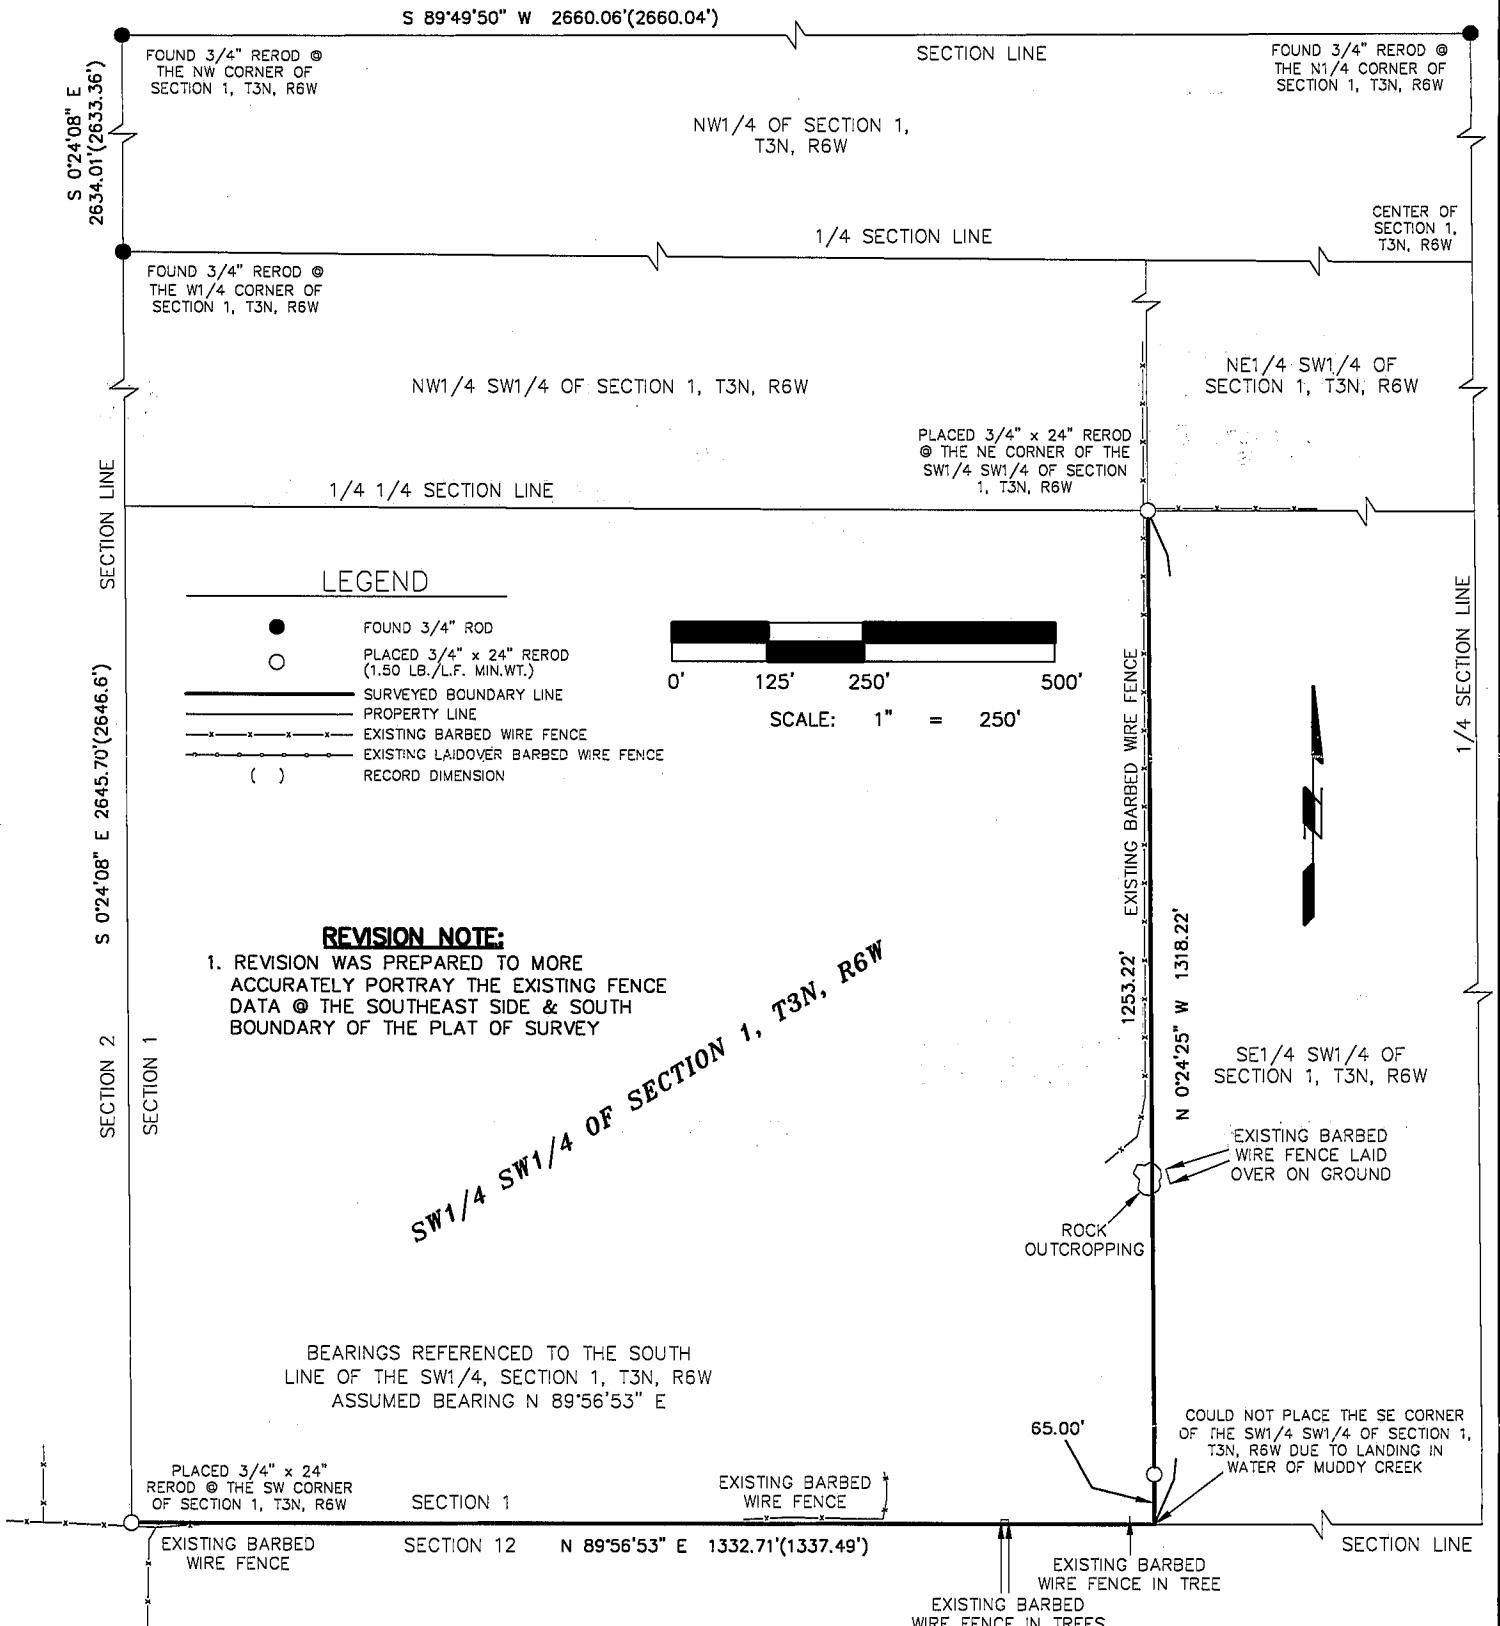 S 89°49'50" W 2660.06'(2660.04')
FOUND 3/4" REROD @
THE NW CORNER OF
SECTION 1, T3N, R6W
SECTION LINE
FOUND 3/4" REROD @
THE N1/4 CORNER OF
SECTION 1, T3N, R6W
S 0°24'08" E
2634.01'(2633.36')
NW1/4 OF SECTION 1,
T3N, R6W
CENTER OF
SECTION 1,
T3N, R6W
1/4 SECTION LINE
FOUND 3/4" REROD @
THE W1/4 CORNER OF
SECTION 1, T3N, R6W
NW1/4 SW1/4 OF SECTION 1, T3N, R6W
NE1/4 SW1/4 OF
SECTION 1, T3N, R6W
PLACED 3/4" x 24" REROD
@ THE NE CORNER OF THE
SW1/4 SW1/4 OF SECTION
1, T3N, R6W
SECTION LINE
1/4 1/4 SECTION LINE
LEGEND
FOUND 3/4" ROD
PLACED 3/4" x 24" REROD
(1.50 LB./L.F. MIN.WT.)
SURVEYED BOUNDARY LINE
PROPERTY LINE
EXISTING BARBED WIRE FENCE
EXISTING LAIDOVER BARBED WIRE FENCE
( ) RECORD DIMENSION
0' 125' 250' 500'
SCALE: 1" = 250'
EXISTING BARBED WIRE FENCE
1/4 SECTION LINE
N
S 0°24'08" E 2645.70'(2646.6')
REVISION NOTE:
1. REVISION WAS PREPARED TO MORE
ACCURATELY PORTRAY THE EXISTING FENCE
DATA @ THE SOUTHEAST SIDE & SOUTH
BOUNDARY OF THE PLAT OF SURVEY
SW1/4 SW1/4 OF SECTION 1, T3N, R6W
1253.22'
N 0°24'25" W 1318.22'
SECTION 2
SECTION 1
SE1/4 SW1/4 OF
SECTION 1, T3N, R6W
EXISTING BARBED
WIRE FENCE LAID
OVER ON GROUND
ROCK
OUTCROPPING
BEARINGS REFERENCED TO THE SOUTH
LINE OF THE SW1/4, SECTION 1, T3N, R6W
ASSUMED BEARING N 89°56'53" E
65.00'
COULD NOT PLACE THE SE CORNER
OF THE SW1/4 SW1/4 OF SECTION 1,
T3N, R6W DUE TO LANDING IN
WATER OF MUDDY CREEK
PLACED 3/4" x 24"
REROD @ THE SW CORNER
OF SECTION 1, T3N, R6W
SECTION 1
EXISTING BARBED
WIRE FENCE
EXISTING BARBED
WIRE FENCE
SECTION 12
N 89°56'53" E 1332.71'(1337.49')
SECTION LINE
EXISTING BARBED
WIRE FENCE IN TREE
EXISTING BARBED
WIRE FENCE IN TREES